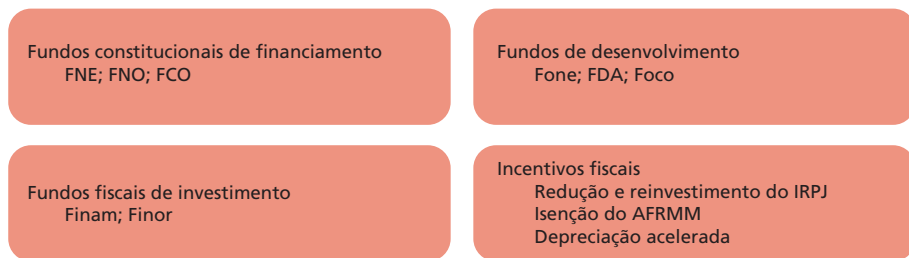 Fundos constitucionais de financiamento
FNE; FNO; FCO
Fundos de desenvolvimento
Fone; FDA; Foco
Fundos fiscais de investimento
Finam; Finor
Incentivos fiscais
Redução e reinvestimento do IRPJ
Isenção do AFRMM
Depreciação acelerada